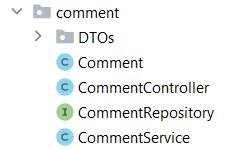 comment
DTOs
C Comment
C CommentController
I CommentRepository
C CommentService